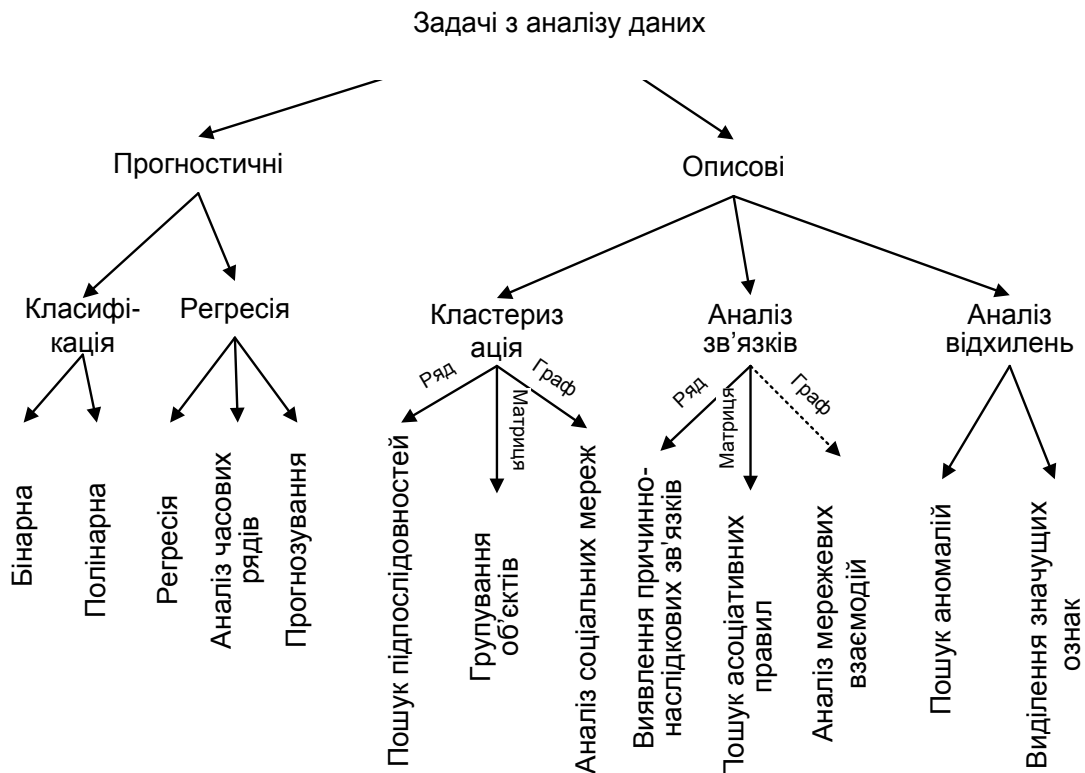 Задачі з аналізу даних
Прогностичні
Описові
Класифі-
кація
Регресія
Кластериз
ація
Аналіз
зв’язків
Аналіз
відхилень
Ряд
Матриця
Граф
Ряд
Матриця
Граф
Бінарна
Полінарна
Регресія
Аналіз часових
рядів
Прогнозування
Пошук підпослідовностей
Групування
об’єктів
Аналіз соціальних мереж
Виявлення причинно-
наслідкових зв’язків
Пошук асоціативних
правил
Аналіз мережевих
взаємодій
Пошук аномалій
Виділення значущих
ознак